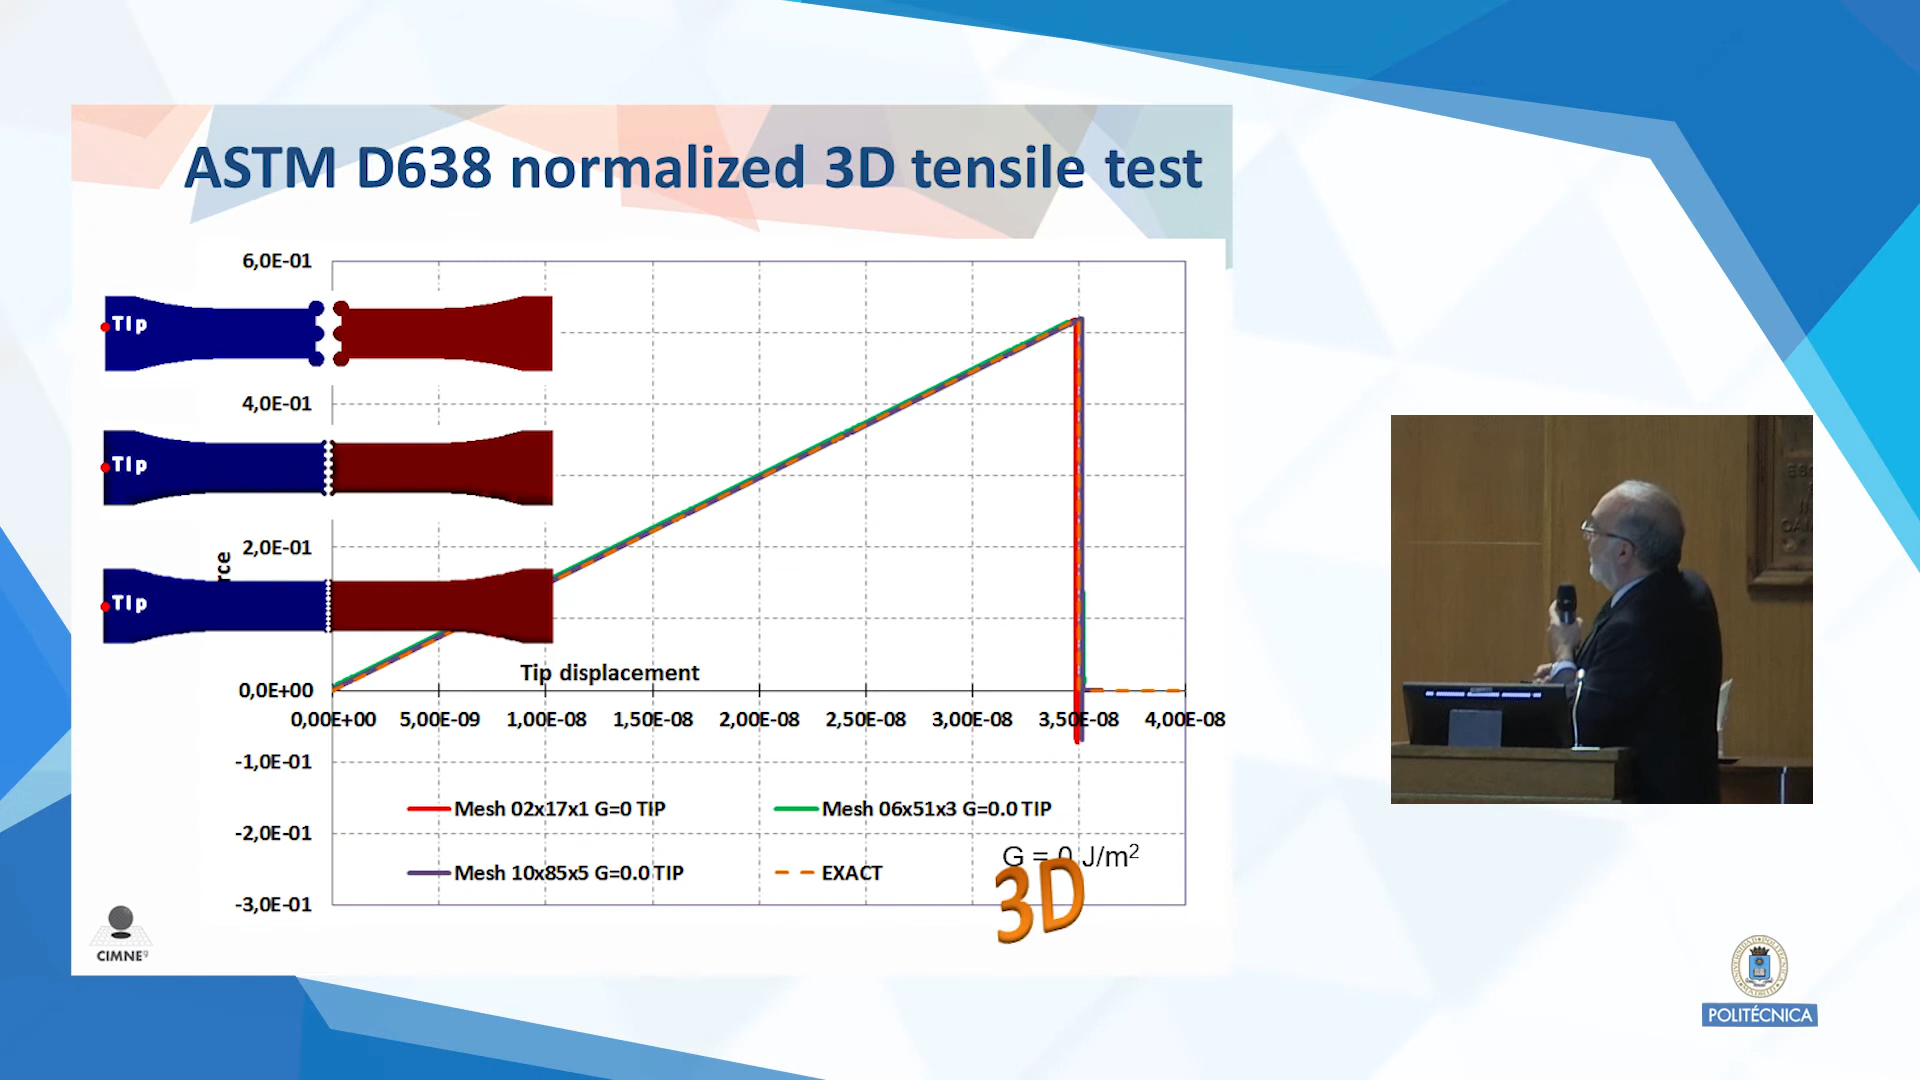 ASTM D638 normalized 3D tensile test
6,0E-01
4,0E-01
2,0E-01
0,0E+00
-1,0E-01
-2,0E-01
-3,0E-01
TIp
TIp
TIp
rce
Tip displacement
0,00E+00 5,00E-09 1,00E-08 1,50E-08 2,00E-08 2,50E-08 3,00E-08 3,50E-08 4,00E-08
Mesh 02x17x1 G=0 TIP
Mesh 06x51x3 G=0.0 TIP
Mesh 10x85x5 G=0.0 TIP
EXACT
G = 0 J/m²
3D
CIMNE
POLITÉCNICA